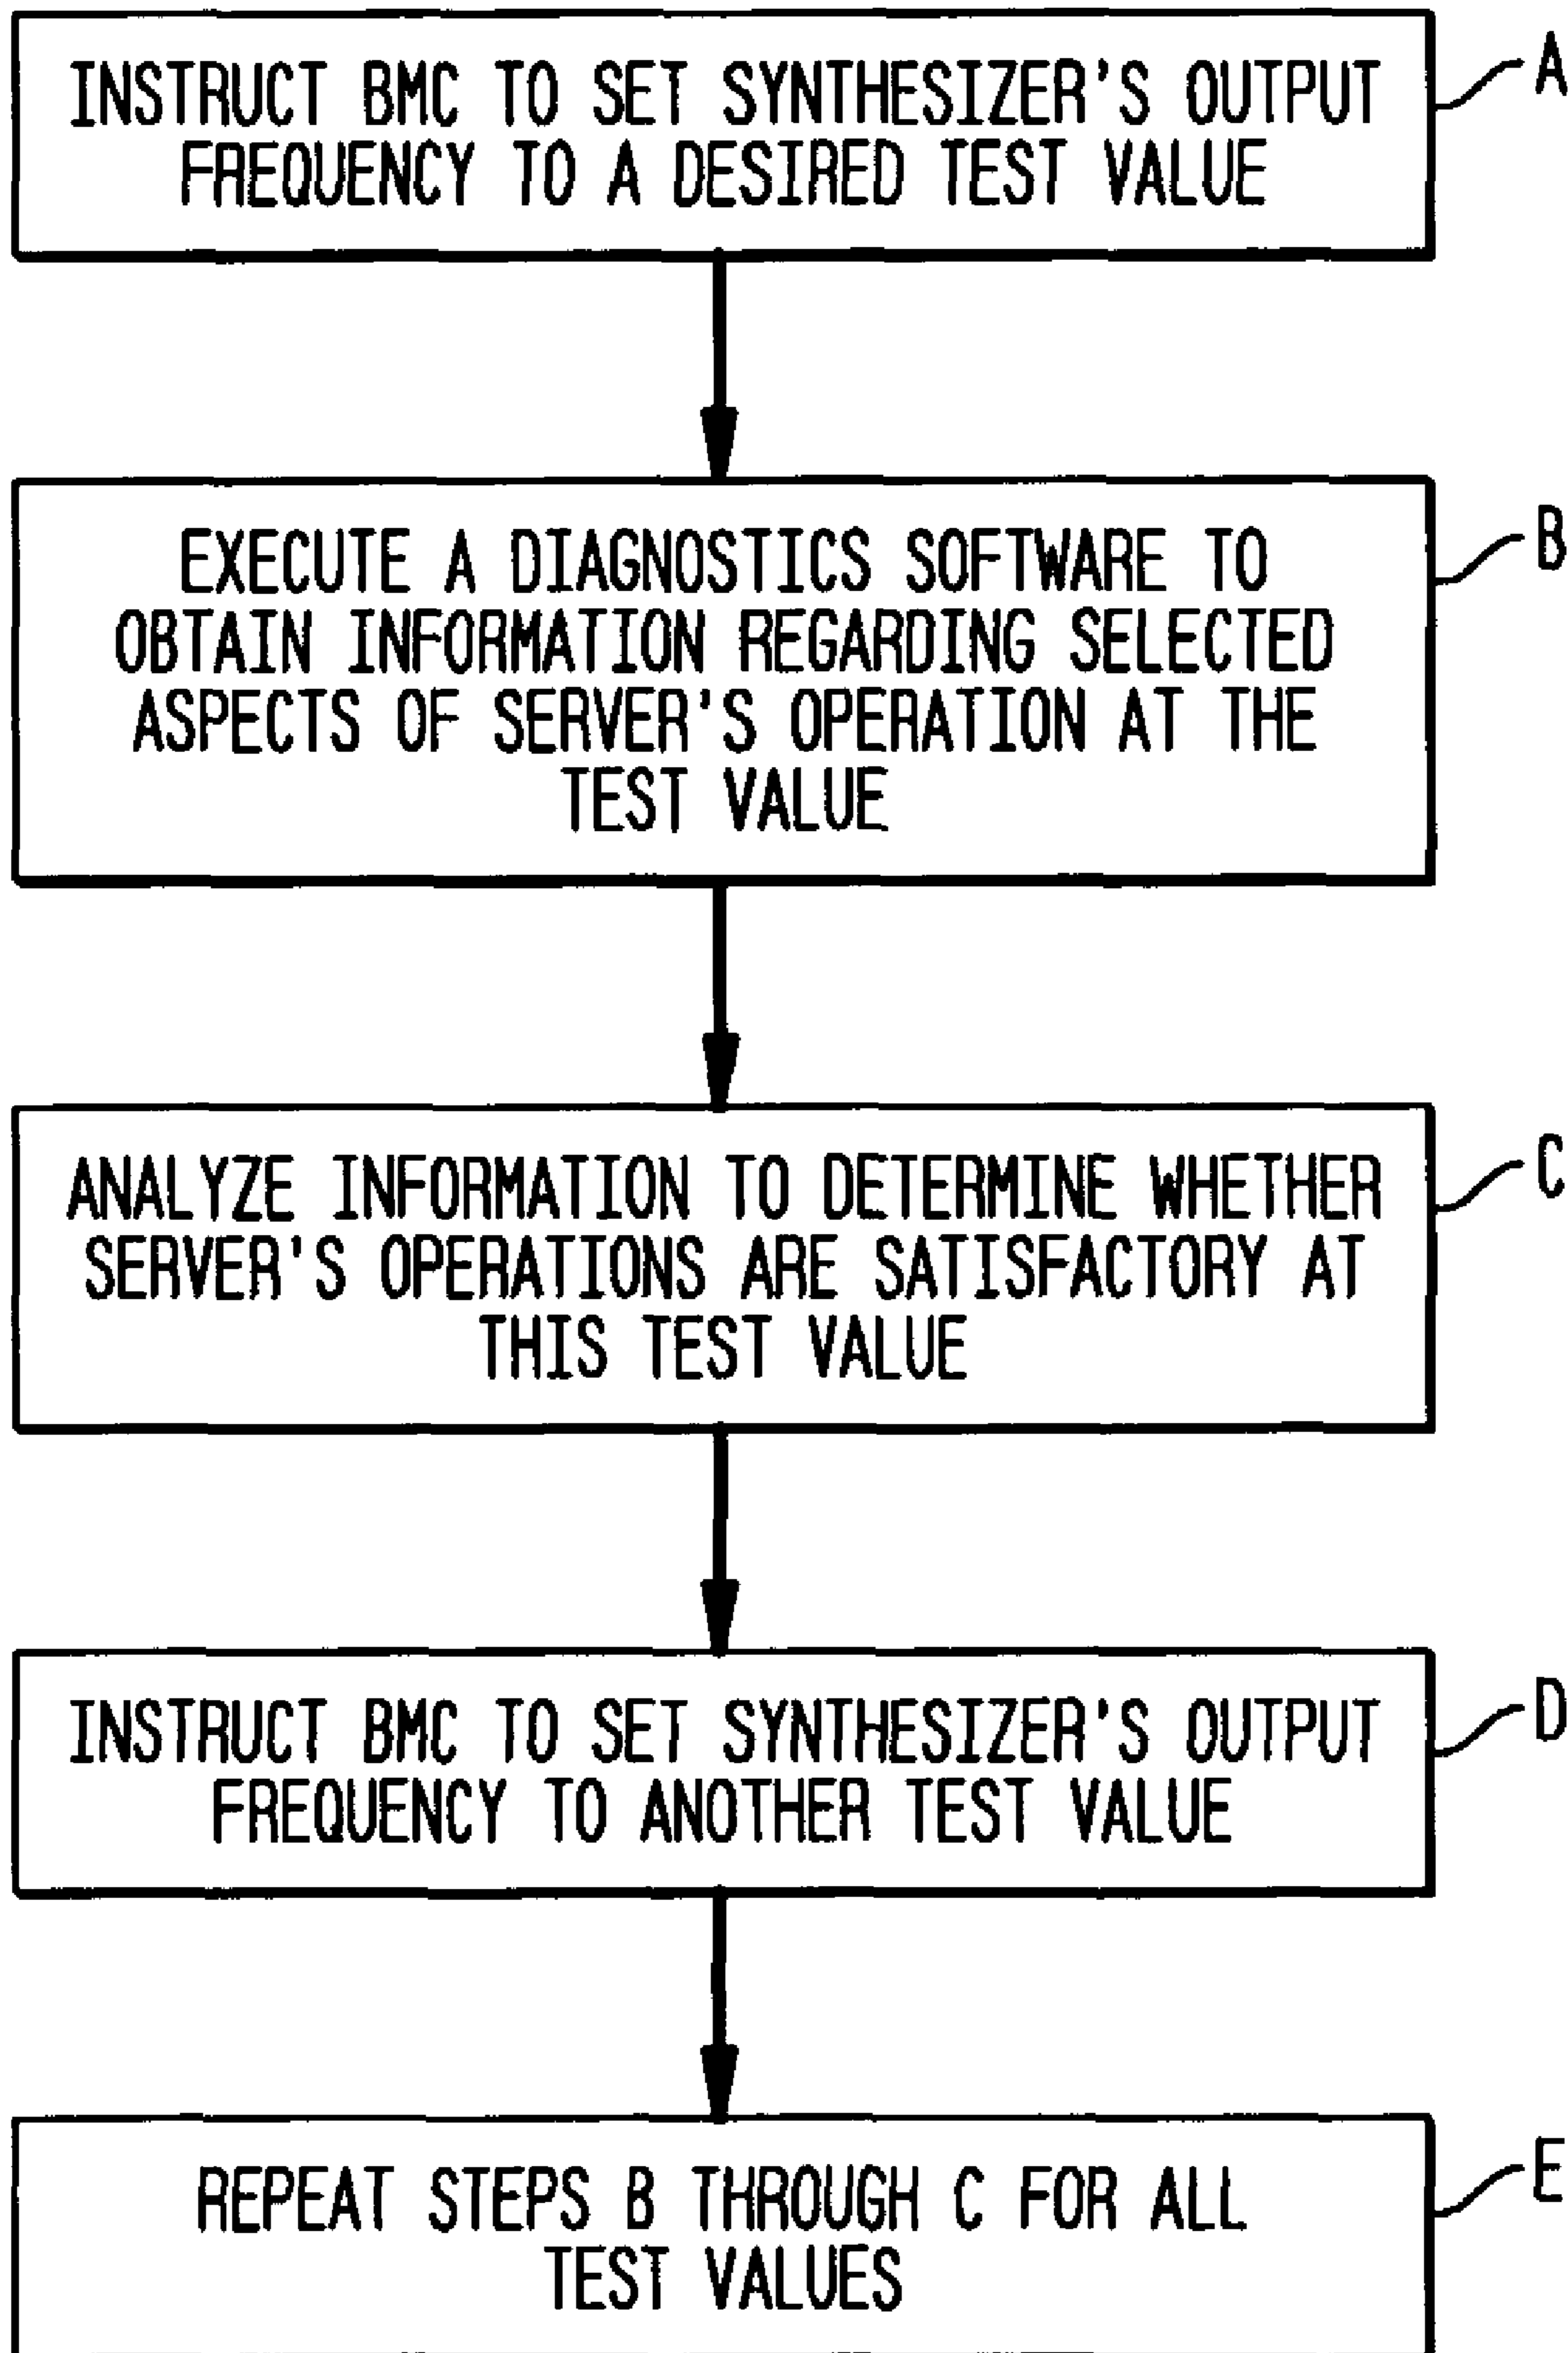 INSTRUCT BMC TO SET SYNTHESIZER'S OUTPUT
FREQUENCY TO A DESIRED TEST VALUE
A
EXECUTE A DIAGNOSTICS SOFTWARE TO
OBTAIN INFORMATION REGARDING SELECTED
ASPECTS OF SERVER'S OPERATION AT THE
TEST VALUE
B
ANALYZE INFORMATION TO DETERMINE WHETHER
SERVER'S OPERATIONS ARE SATISFACTORY AT
THIS TEST VALUE
C
INSTRUCT BMC TO SET SYNTHESIZER'S OUTPUT
FREQUENCY TO ANOTHER TEST VALUE
D
REPEAT STEPS B THROUGH C FOR ALL
TEST VALUES
E